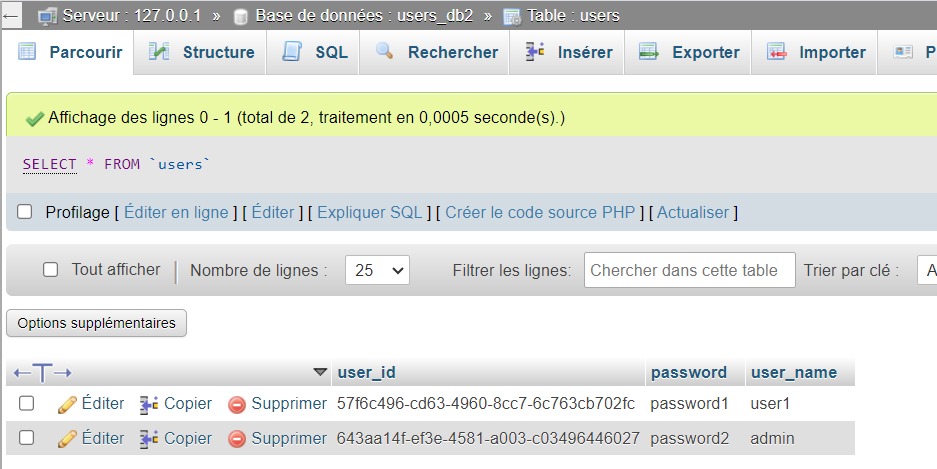 ← Serveur : 127.0.0.1 » Base de données : users_db2 » Table : users
Parcourir Structure SQL Rechercher Insérer Exporter Importer P
Affichage des lignes 0 - 1 (total de 2, traitement en 0,0005 seconde(s).)
SELECT * FROM `users`
Profilage [ Éditer en ligne ] [ Éditer ] [ Expliquer SQL ] [ Créer le code source PHP ] [ Actualiser ]
Tout afficher | Nombre de lignes : 25 Filtrer les lignes: Chercher dans cette table Trier par clé : A
Options supplémentaires
←T→ user_id password user_name
Éditer Copier Supprimer 57f6c496-cd63-4960-8cc7-6c763cb702fc password1 user1
Éditer Copier Supprimer 643aa14f-ef3e-4581-a003-c03496446027 password2 admin